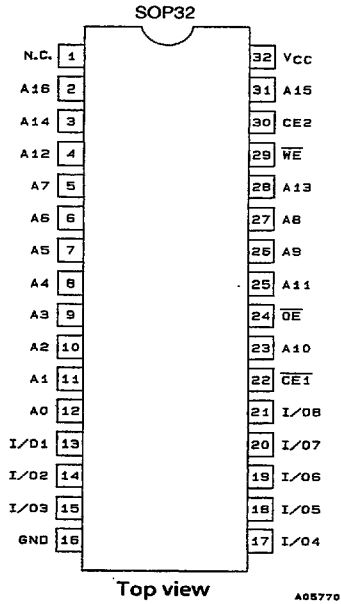 SOP32
N.C. 1 32 VCC
A16 2 31 A15
A14 3 30 CE2
A12 4 29 WE
A7 5 28 A13
A6 6 27 A8
A5 7 26 A9
A4 8 25 A11
A3 9 24 OE
A2 10 23 A10
A1 11 22 CE1
A0 12 21 I/O8
I/O1 13 20 I/O7
I/O2 14 19 I/O6
I/O3 15 18 I/O5
GND 16 17 I/O4
Top view
A05770